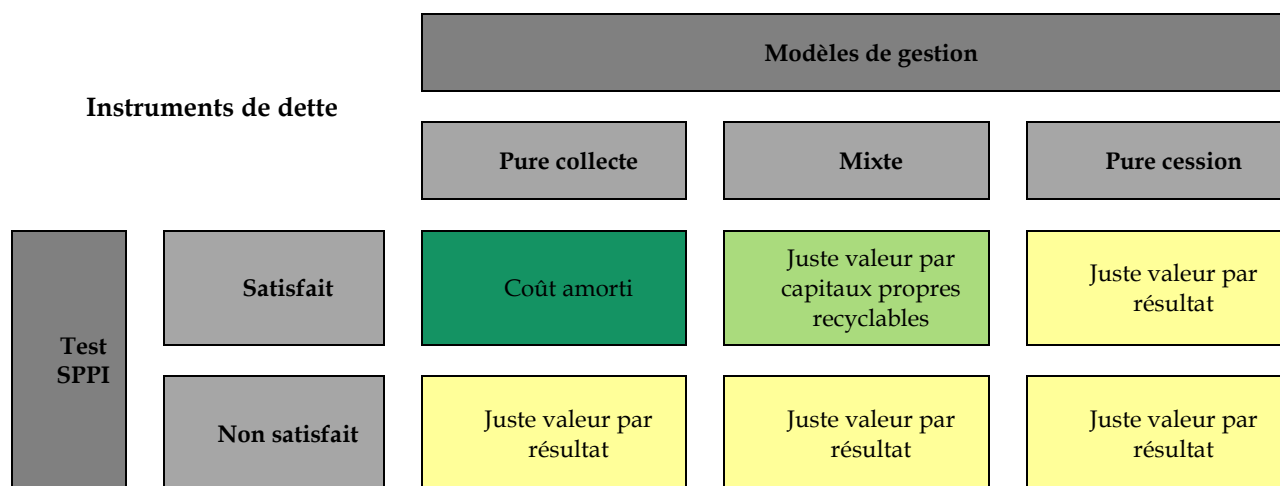 Modèles de gestion
Instruments de dette
Pure collecte
Mixte
Pure cession
Test
SPPI
Satisfait
Coût amorti
Juste valeur par
capitaux propres
recyclables
Juste valeur par
résultat
Non satisfait
Juste valeur par
résultat
Juste valeur par
résultat
Juste valeur par
résultat